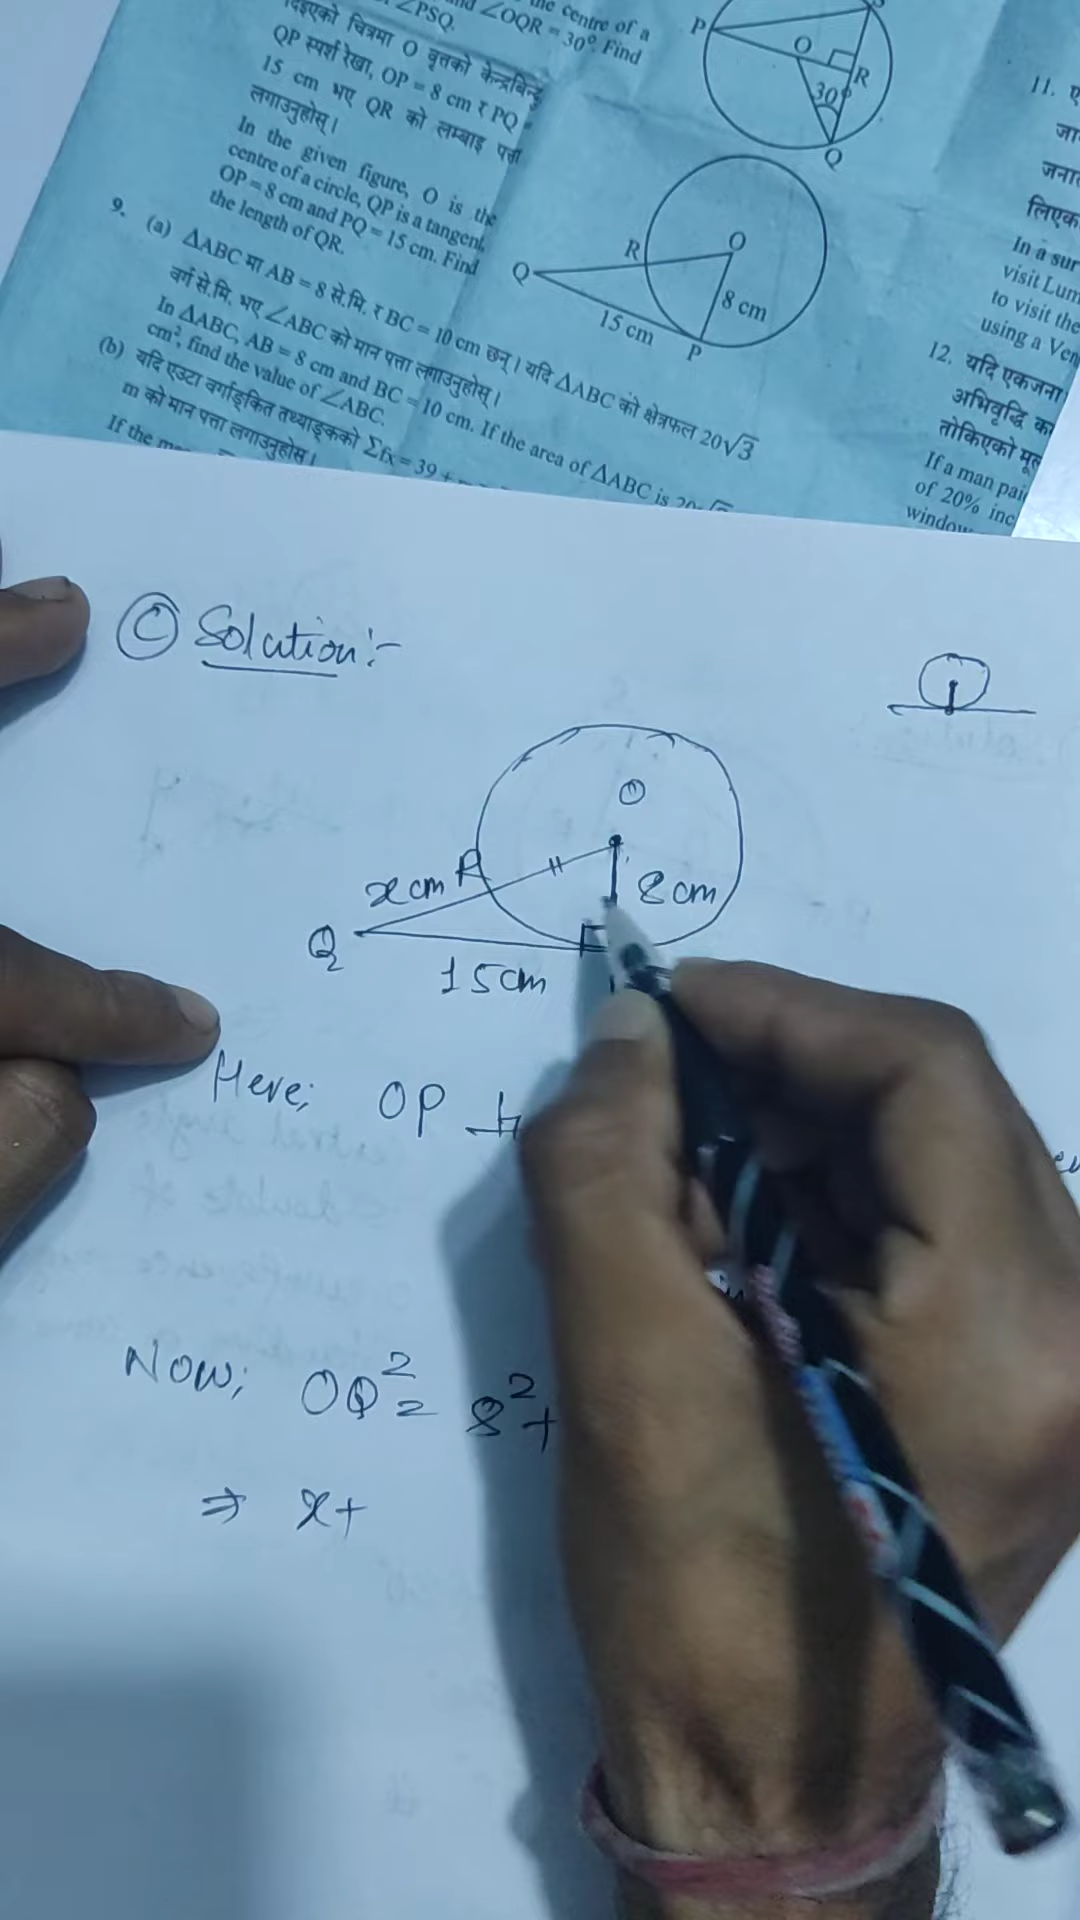 ∠PSQ.
and ∠OQR = 30°. Find
the centre of a
दिइएको चित्रमा O वृत्तको केन्द्रबिन्दु
QP स्पर्श रेखा, OP = 8 cm र PQ
15 cm भए QR को लम्बाइ पत्ता
लगाउनुहोस् ।
In the given figure, O is the
centre of a circle, QP is a tangent,
OP = 8 cm and PQ = 15 cm. Find
the length of QR.
P
O
R
30°
Q
Q
R
O
8 cm
15 cm
P
9.
(a) ΔABC मा AB = 8 से.मि. र BC = 10 cm छन् । यदि ΔABC को क्षेत्रफल 20√3
वर्ग से.मि. भए ∠ABC को मान पत्ता लगाउनुहोस् ।
In ΔABC, AB = 8 cm and BC = 10 cm. If the area of ΔABC is
cm², find the value of ∠ABC.
(b) यदि एउटा वर्गाङ्कित तथ्याङ्कको Σfx = 39 +
m को मान पत्ता लगाउनुहोस् ।
If the
11.
जनात
लिएका
In a sur
visit Lum
to visit the
using a Ven
12. यदि एकजना
अभिवृद्धि क
तोकिएको मूल
If a man pai
of 20% inc
window
(C) Solution:-
O
x cm R
8 cm
Q
15 cm
Here; OP ⊥
Now; OQ² = 8² +
⇒ x +